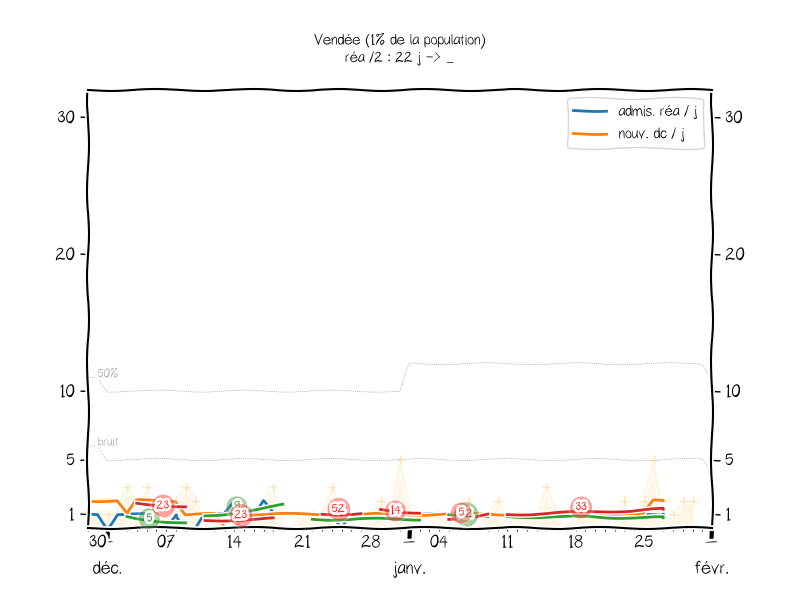 Vendée (1% de la population)
réa /2 : 22 j -> _
admis. réa / j
nouv. dc / j
30 30
20 20
50%
10 10
bruit
5 5
23 5 23 52 14 5 33
1 1
30 07 14 21 28 04 11 18 25
déc. janv. févr.